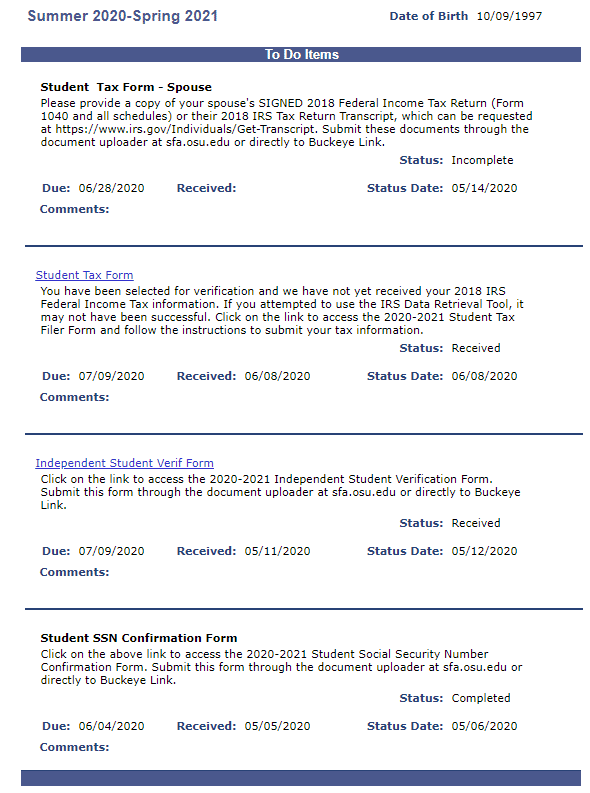 Summer 2020-Spring 2021 Date of Birth 10/09/1997
To Do Items
Student Tax Form - Spouse
Please provide a copy of your spouse's SIGNED 2018 Federal Income Tax Return (Form
1040 and all schedules) or their 2018 IRS Tax Return Transcript, which can be requested
at https://www.irs.gov/Individuals/Get-Transcript. Submit these documents through the
document uploader at sfa.osu.edu or directly to Buckeye Link.
Status: Incomplete
Due: 06/28/2020 Received: Status Date: 05/14/2020
Comments:
Student Tax Form
You have been selected for verification and we have not yet received your 2018 IRS
Federal Income Tax information. If you attempted to use the IRS Data Retrieval Tool, it
may not have been successful. Click on the link to access the 2020-2021 Student Tax
Filer Form and follow the instructions to submit your tax information.
Status: Received
Due: 07/09/2020 Received: 06/08/2020 Status Date: 06/08/2020
Comments:
Independent Student Verif Form
Click on the link to access the 2020-2021 Independent Student Verification Form.
Submit this form through the document uploader at sfa.osu.edu or directly to Buckeye
Link.
Status: Received
Due: 07/09/2020 Received: 05/11/2020 Status Date: 05/12/2020
Comments:
Student SSN Confirmation Form
Click on the above link to access the 2020-2021 Student Social Security Number
Confirmation Form. Submit this form through the document uploader at sfa.osu.edu or
directly to Buckeye Link.
Status: Completed
Due: 06/04/2020 Received: 05/05/2020 Status Date: 05/06/2020
Comments: